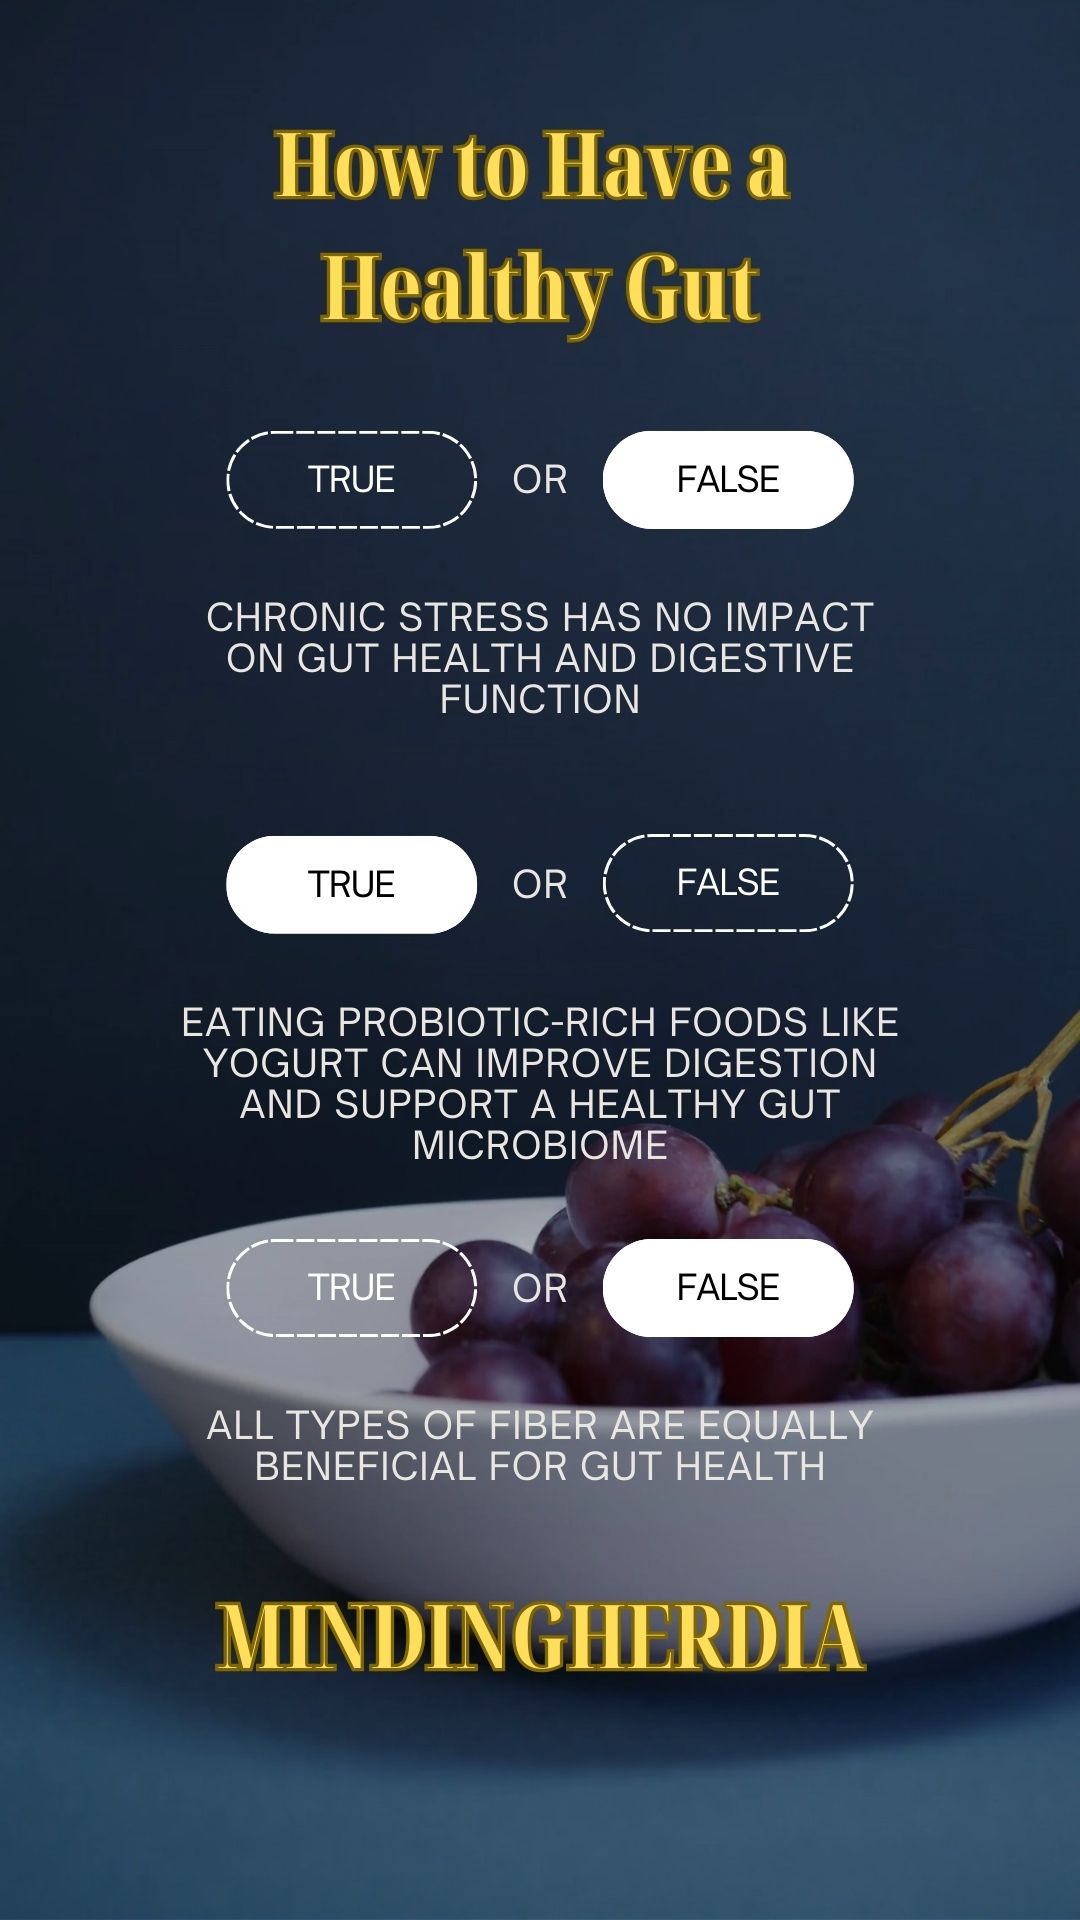 How to Have a
Healthy Gut
TRUE OR FALSE
CHRONIC STRESS HAS NO IMPACT
ON GUT HEALTH AND DIGESTIVE
FUNCTION
TRUE OR FALSE
EATING PROBIOTIC-RICH FOODS LIKE
YOGURT CAN IMPROVE DIGESTION
AND SUPPORT A HEALTHY GUT
MICROBIOME
TRUE OR FALSE
ALL TYPES OF FIBER ARE EQUALLY
BENEFICIAL FOR GUT HEALTH
MINDINGHERDIA